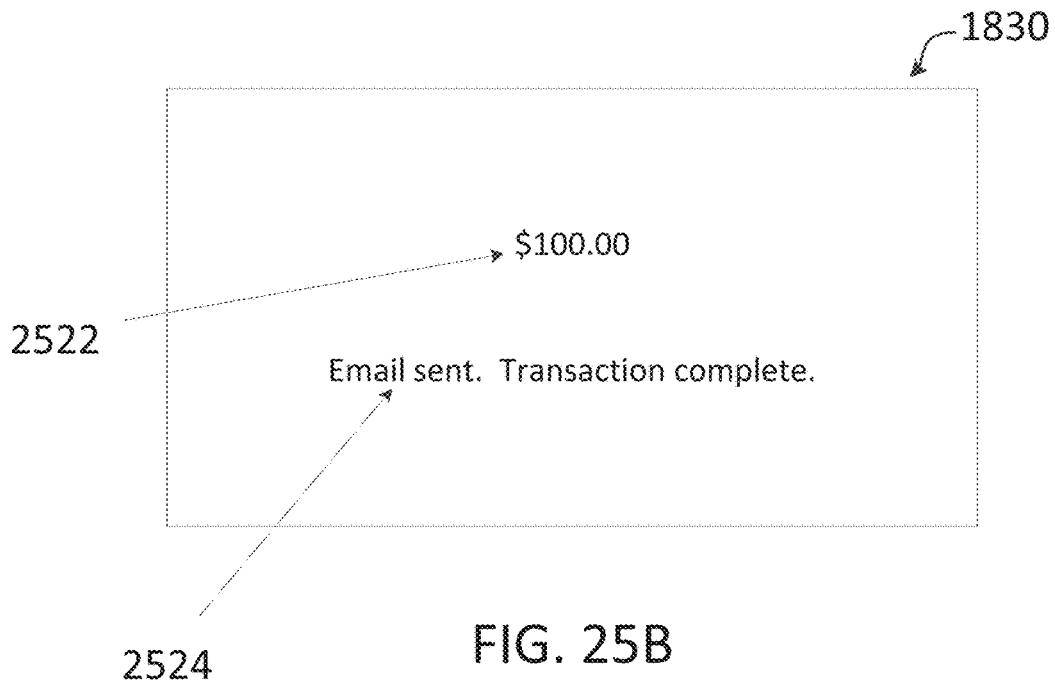 1830
$100.00
2522
Email sent.  Transaction complete.
2524
FIG. 25B